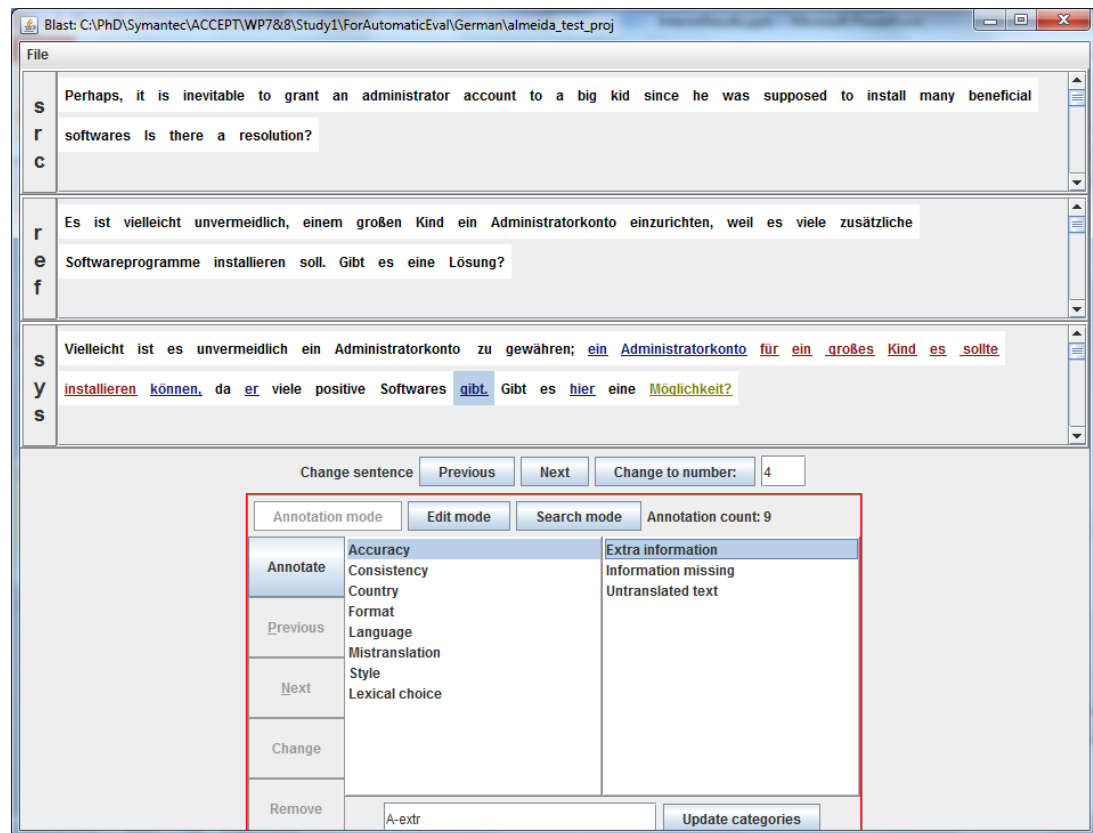 Blast: C:\PhD\Symantec\ACCEPT\WP7&8\Study1\ForAutomaticEval\German\almeida_test_proj
File
src
Perhaps, it is inevitable to grant an administrator account to a big kid since he was supposed to install many beneficial
softwares Is there a resolution?
ref
Es ist vielleicht unvermeidlich, einem großen Kind ein Administratorkonto einzurichten, weil es viele zusätzliche
Softwareprogramme installieren soll. Gibt es eine Lösung?
sys
Vielleicht ist es unvermeidlich ein Administratorkonto zu gewähren; ein Administratorkonto für ein großes Kind es sollte
installieren können, da er viele positive Softwares gibt. Gibt es hier eine Möglichkeit?
Change sentence Previous Next Change to number: 4
Annotation mode Edit mode Search mode Annotation count: 9
Annotate
Previous
Next
Change
Remove
Accuracy
Consistency
Country
Format
Language
Mistranslation
Style
Lexical choice
Extra information
Information missing
Untranslated text
A-extr Update categories